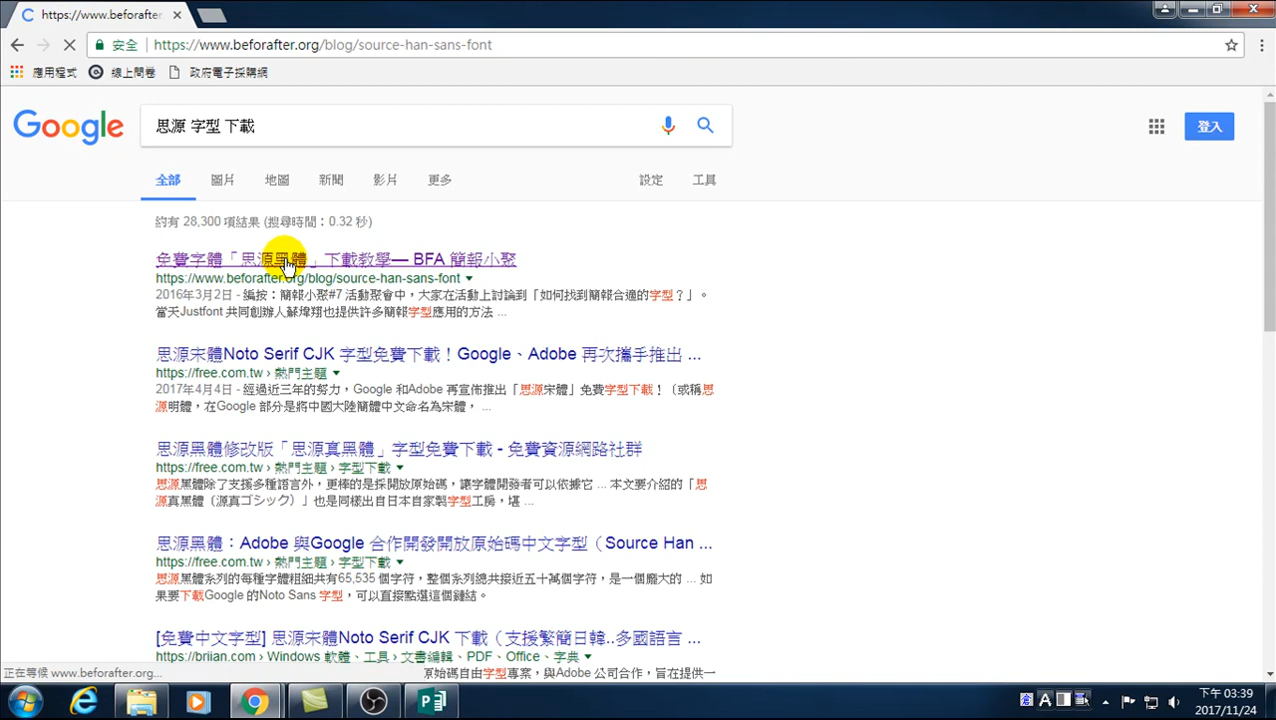 https://www.beforafter
安全 https://www.beforafter.org/blog/source-han-sans-font
應用程式 線上問卷 政府電子採購網
Google 思源 字型 下載 登入
全部 圖片 地圖 新聞 影片 更多 設定 工具
約有 28,300 項結果 (搜尋時間：0.32 秒)
免費字體「思源黑體」下載教學— BFA 簡報小聚
https://www.beforafter.org/blog/source-han-sans-font
2016年3月2日 - 編按：簡報小聚#7 活動聚會中，大家在活動上討論到「如何找到簡報合適的字型？」。
當天Justfont 共同創辦人蘇煒翔也提供許多簡報字型應用的方法 ...
思源宋體Noto Serif CJK 字型免費下載！Google、Adobe 再次攜手推出 ...
https://free.com.tw › 熱門主題
2017年4月4日 - 經過近三年的努力，Google 和Adobe 再宣佈推出「思源宋體」免費字型下載！（或稱思
源明體，在Google 部分是將中國大陸簡體中文命名為宋體， ...
思源黑體修改版「思源真黑體」字型免費下載 - 免費資源網路社群
https://free.com.tw › 熱門主題 › 字型下載
思源黑體除了支援多種語言外，更棒的是採開放原始碼，讓字體開發者可以依據它 ... 本文要介紹的「思
源真黑體（源真ゴシック）」也是同樣出自日本自家製字型工房，堪 ...
思源黑體：Adobe 與Google 合作開發開放原始碼中文字型（Source Han ...
https://free.com.tw › 熱門主題 › 字型下載
思源黑體系列的每種字體粗細共有65,535 個字符，整個系列總共接近五十萬個字符，是一個龐大的 ... 如
果要下載Google 的Noto Sans 字型，可以直接點選這個鏈結。
[免費中文字型] 思源宋體Noto Serif CJK 下載（支援繁簡日韓..多國語言 ...
https://briian.com › Windows 軟體、工具 › 文書編輯、PDF、Office、字典
正在等候 www.beforafter.org... 原始碼自由字型專案，與Adobe 公司合作，旨在提供一
下午 03:39
2017/11/24